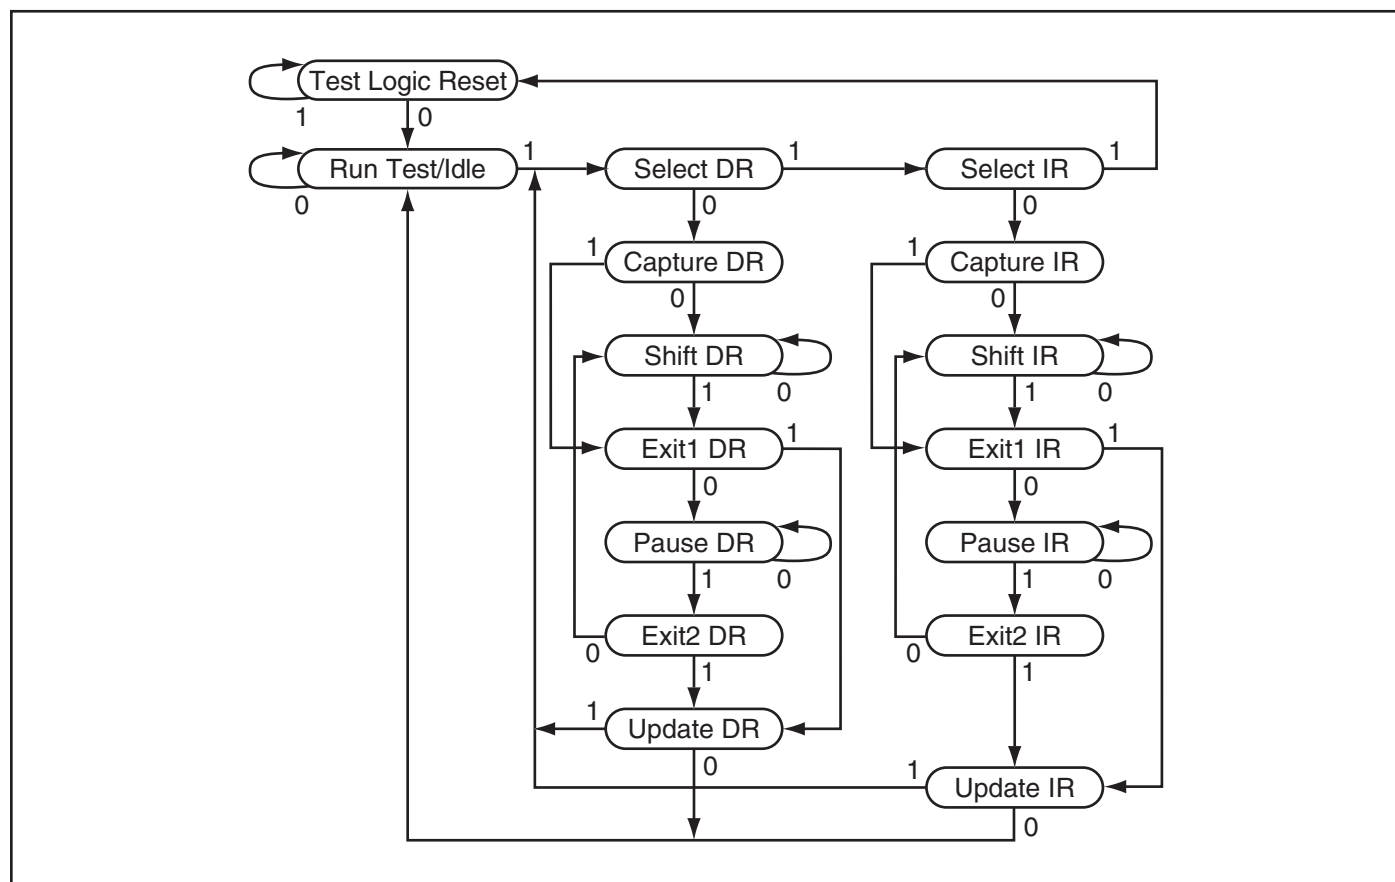 Test Logic Reset
1
0
Run Test/Idle
1
0
Select DR
1
0
Select IR
1
0
1
Capture DR
0
1
Capture IR
0
Shift DR
1
0
Shift IR
1
0
Exit1 DR
1
0
Exit1 IR
1
0
Pause DR
1
0
Pause IR
1
0
Exit2 DR
0
1
Exit2 IR
0
1
1
Update DR
0
1
Update IR
0